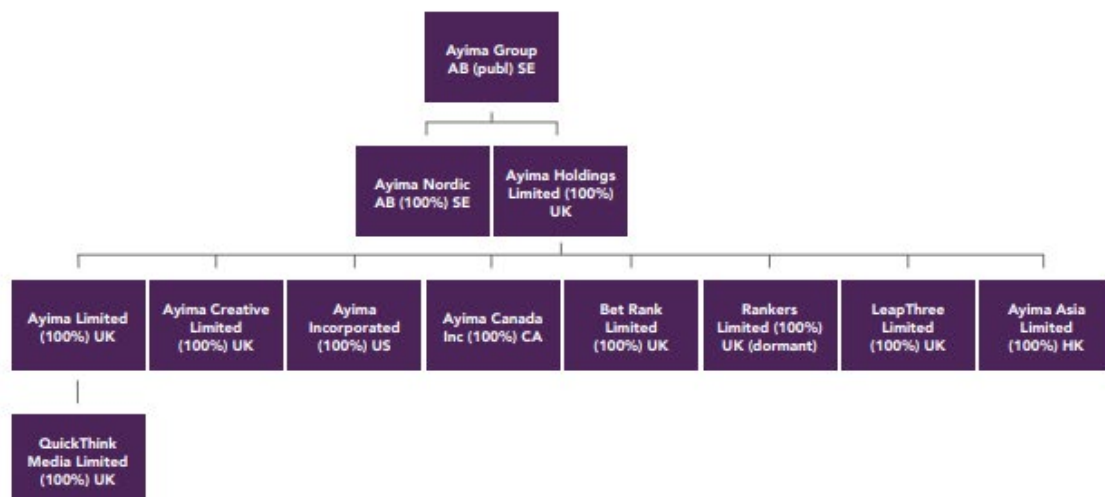 Ayima Group
AB (publ) SE
Ayima Nordic
AB (100%) SE
Ayima Holdings
Limited (100%)
UK
Ayima Limited
(100%) UK
Ayima Creative
Limited
(100%) UK
Ayima
Incorporated
(100%) US
Ayima Canada
Inc (100%) CA
Bet Rank
Limited
(100%) UK
Rankers
Limited (100%)
UK (dormant)
LeapThree
Limited
(100%) UK
Ayima Asia
Limited
(100%) HK
QuickThink
Media Limited
(100%) UK